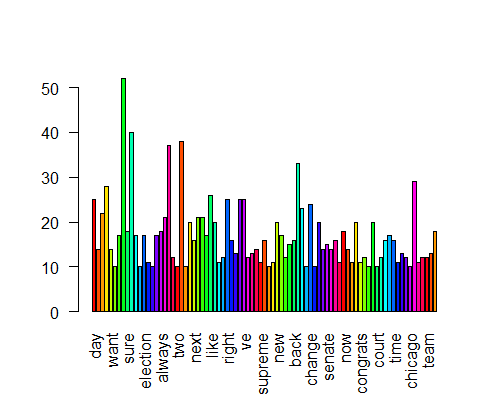 50
40
30
20
10
0
day
want
sure
election
always
two
next
like
right
ve
supreme
new
back
change
senate
now
congrats
court
time
chicago
team